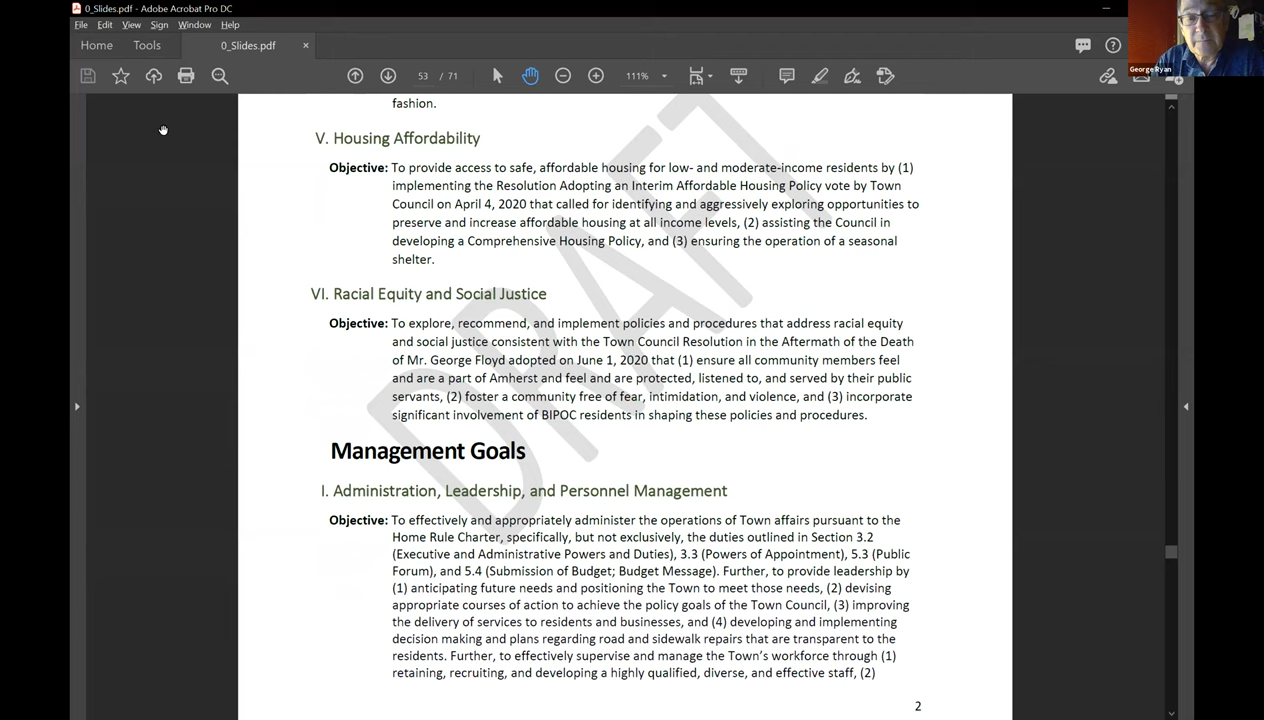 0_Slides.pdf - Adobe Acrobat Pro DC
File Edit View Sign Window Help
Home Tools 0_Slides.pdf ×
53 / 71 111%
George Ryan
fashion.
V. Housing Affordability
Objective: To provide access to safe, affordable housing for low- and moderate-income residents by (1)
implementing the Resolution Adopting an Interim Affordable Housing Policy vote by Town
Council on April 4, 2020 that called for identifying and aggressively exploring opportunities to
preserve and increase affordable housing at all income levels, (2) assisting the Council in
developing a Comprehensive Housing Policy, and (3) ensuring the operation of a seasonal
shelter.
VI. Racial Equity and Social Justice
Objective: To explore, recommend, and implement policies and procedures that address racial equity
and social justice consistent with the Town Council Resolution in the Aftermath of the Death
of Mr. George Floyd adopted on June 1, 2020 that (1) ensure all community members feel
and are a part of Amherst and feel and are protected, listened to, and served by their public
servants, (2) foster a community free of fear, intimidation, and violence, and (3) incorporate
significant involvement of BIPOC residents in shaping these policies and procedures.
DRAFT
Management Goals
I. Administration, Leadership, and Personnel Management
Objective: To effectively and appropriately administer the operations of Town affairs pursuant to the
Home Rule Charter, specifically, but not exclusively, the duties outlined in Section 3.2
(Executive and Administrative Powers and Duties), 3.3 (Powers of Appointment), 5.3 (Public
Forum), and 5.4 (Submission of Budget; Budget Message). Further, to provide leadership by
(1) anticipating future needs and positioning the Town to meet those needs, (2) devising
appropriate courses of action to achieve the policy goals of the Town Council, (3) improving
the delivery of services to residents and businesses, and (4) developing and implementing
decision making and plans regarding road and sidewalk repairs that are transparent to the
residents. Further, to effectively supervise and manage the Town's workforce through (1)
retaining, recruiting, and developing a highly qualified, diverse, and effective staff, (2)
2